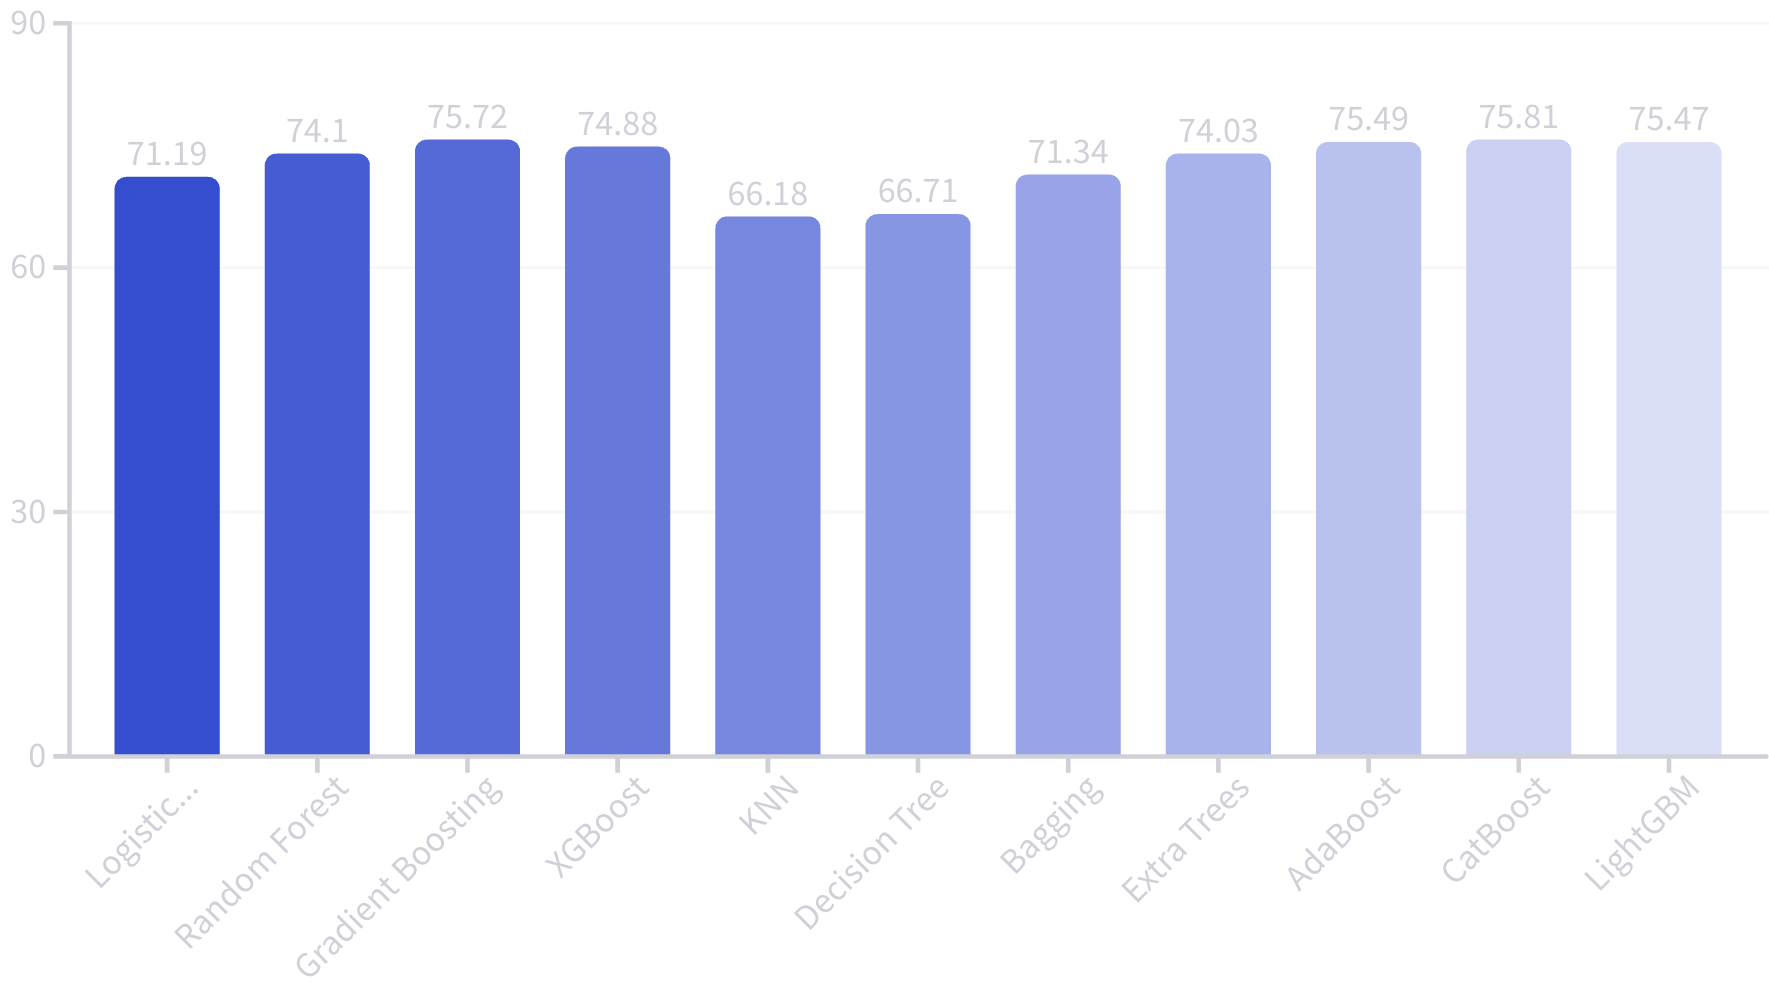 90
60
30
0
71.19
74.1
75.72
74.88
66.18
66.71
71.34
74.03
75.49
75.81
75.47
Logistic...
Random Forest
Gradient Boosting
XGBoost
KNN
Decision Tree
Bagging
Extra Trees
AdaBoost
CatBoost
LightGBM